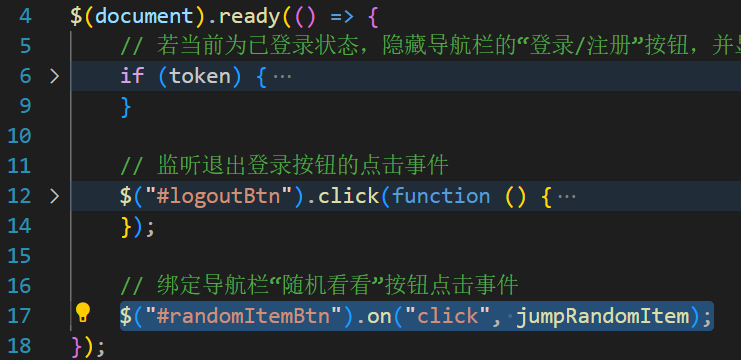 4 $(document).ready(() => {
5 // 若当前为已登录状态，隐藏导航栏的“登录/注册”按钮，并
6 if (token) {…
9 }
10
11 // 监听退出登录按钮的点击事件
12 $("#logoutBtn").click(function () {…
14 });
15
16 // 绑定导航栏“随机看看”按钮点击事件
17 $("#randomItemBtn").on("click", jumpRandomItem);
18 });